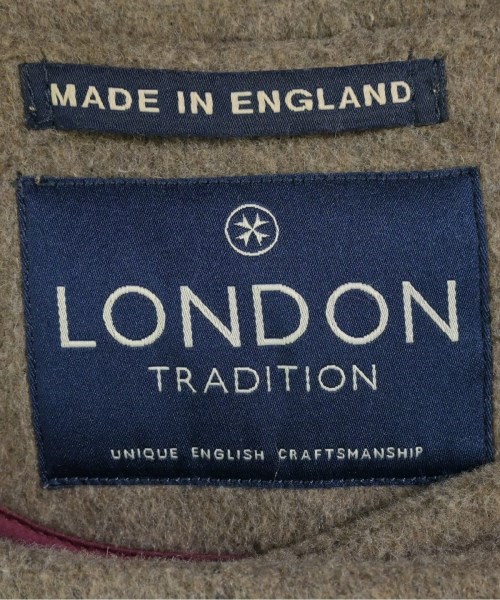 MADE IN ENGLAND
LONDON
TRADITION
UNIQUE ENGLISH CRAFTSMANSHIP